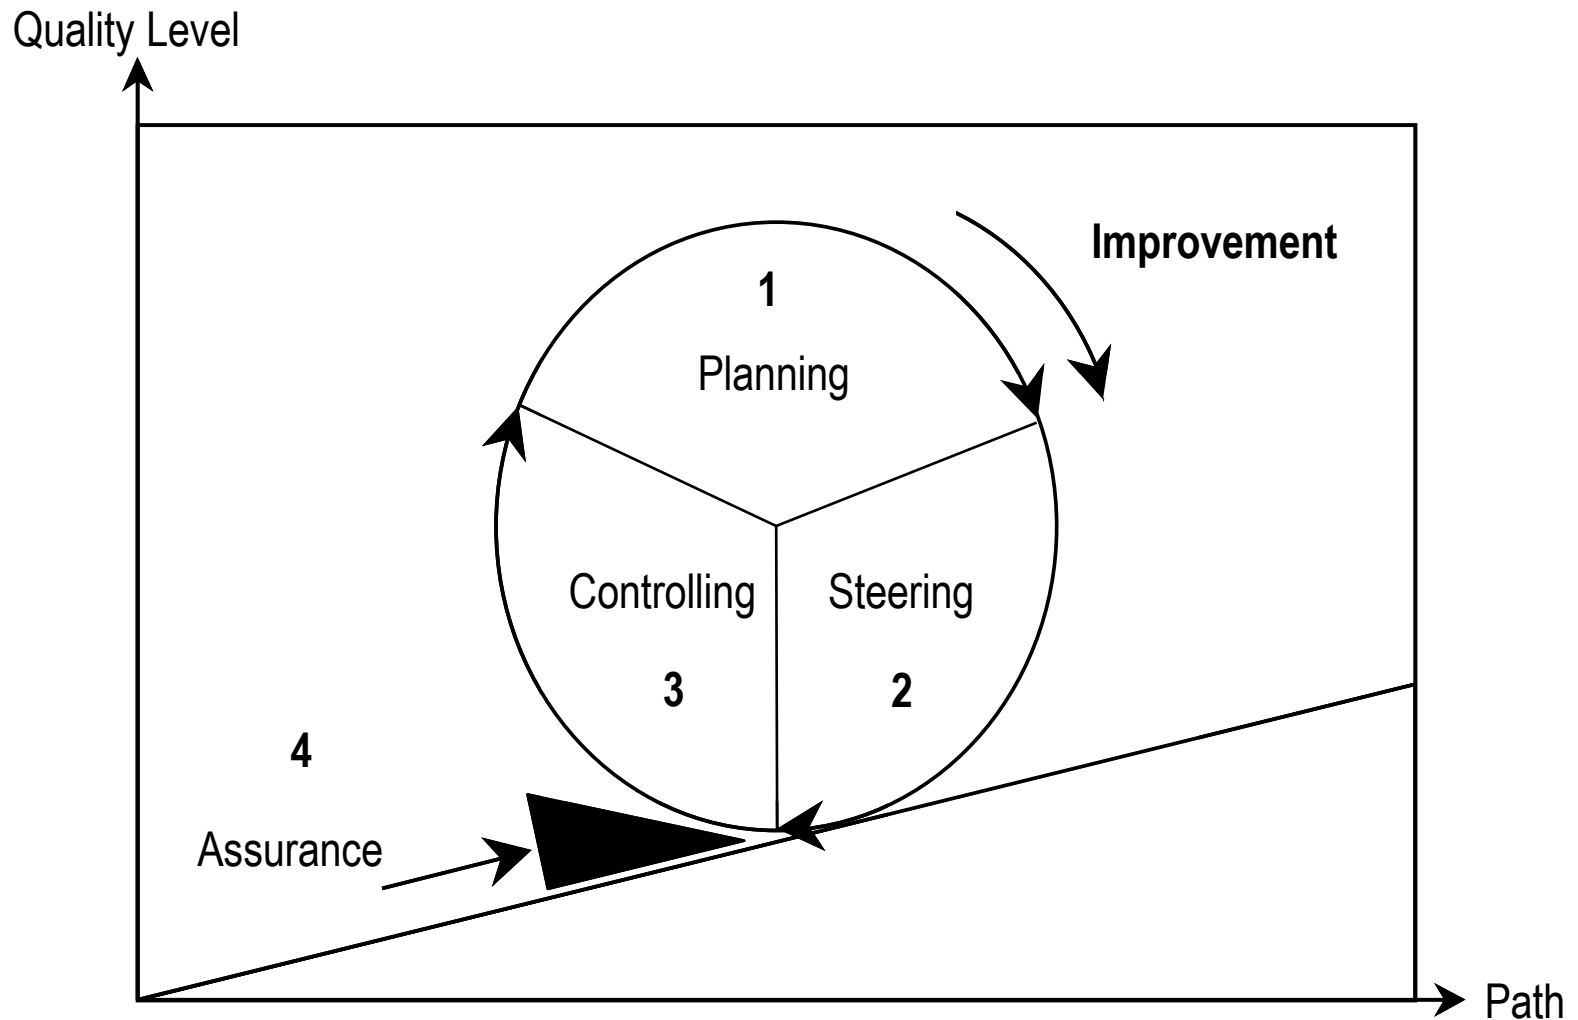 Quality Level
Improvement
1
Planning
Controlling
Steering
3
2
4
Assurance
Path